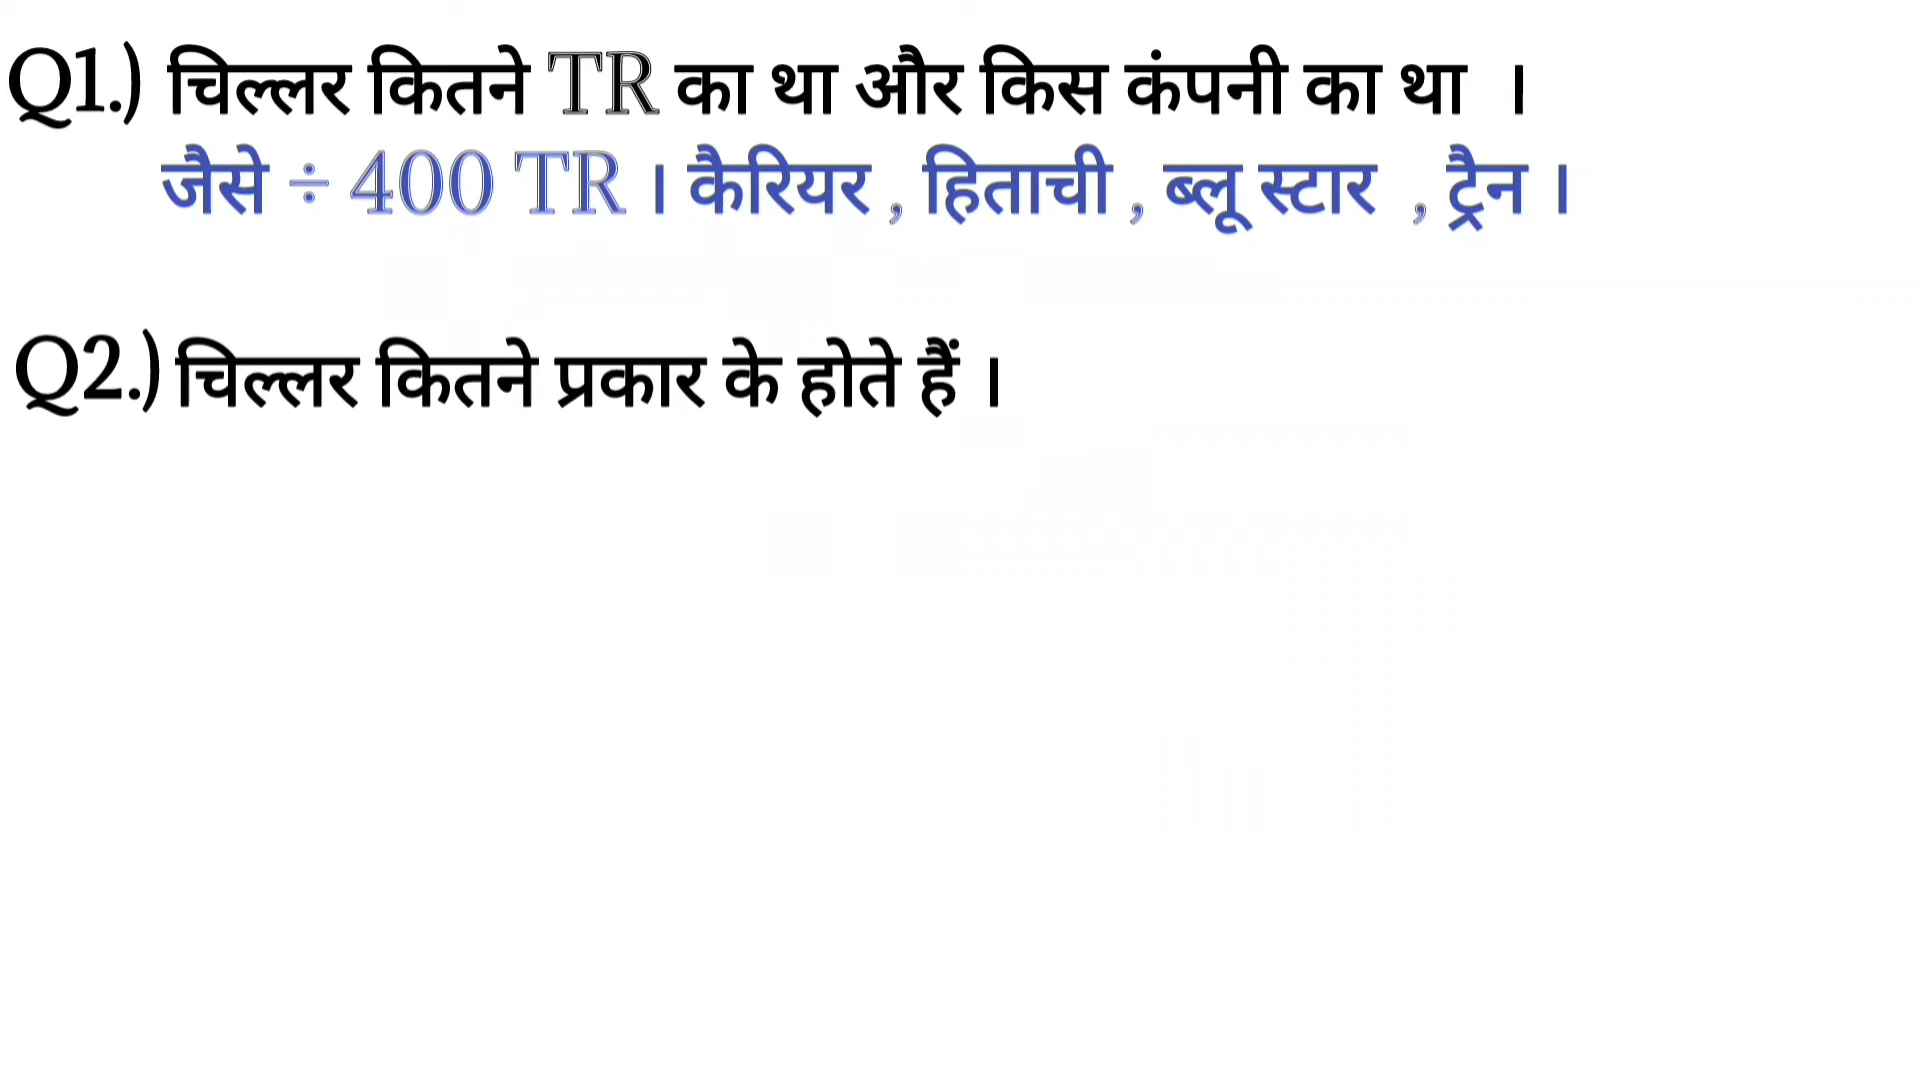 Q1.) चिल्लर कितने TR का था और किस कंपनी का था ।
जैसे ÷ 400 TR । कैरियर , हिताची , ब्लू स्टार , ट्रैन ।
Q2.) चिल्लर कितने प्रकार के होते हैं ।